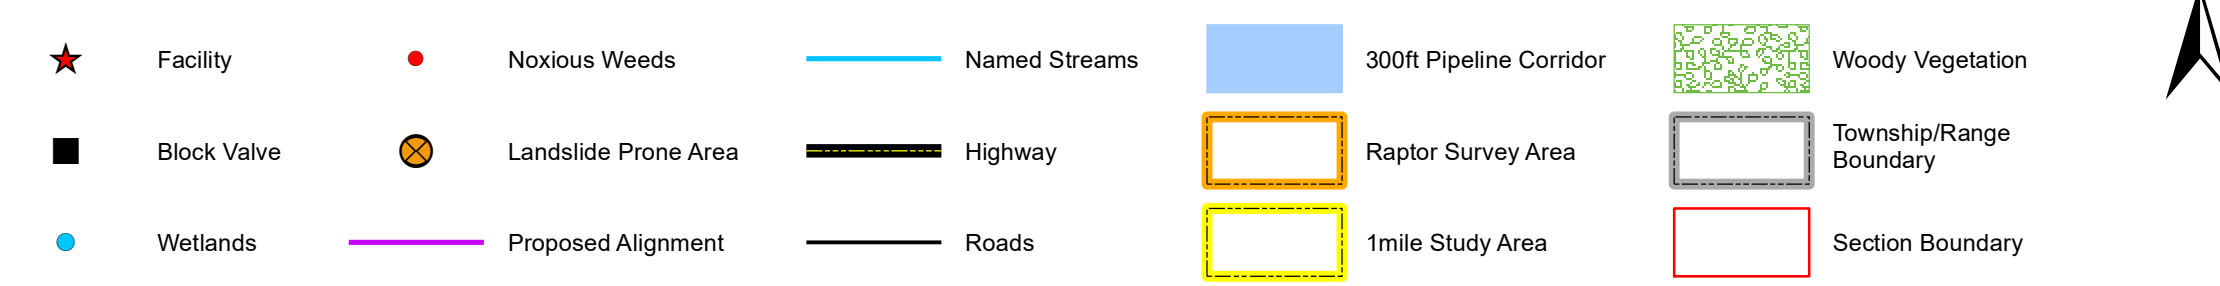 Facility
Noxious Weeds
Named Streams
300ft Pipeline Corridor
Woody Vegetation
Block Valve
Landslide Prone Area
Highway
Raptor Survey Area
Township/Range
Boundary
Wetlands
Proposed Alignment
Roads
1mile Study Area
Section Boundary